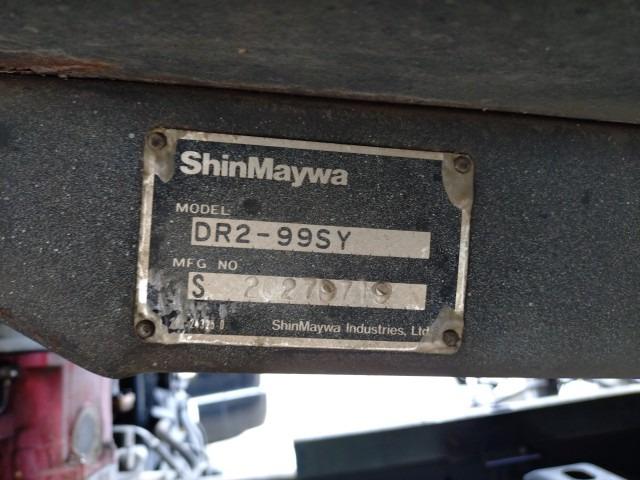 ShinMaywa
MODEL
DR2-99SY
MFG NO
S
ShinMaywa Industries, Ltd